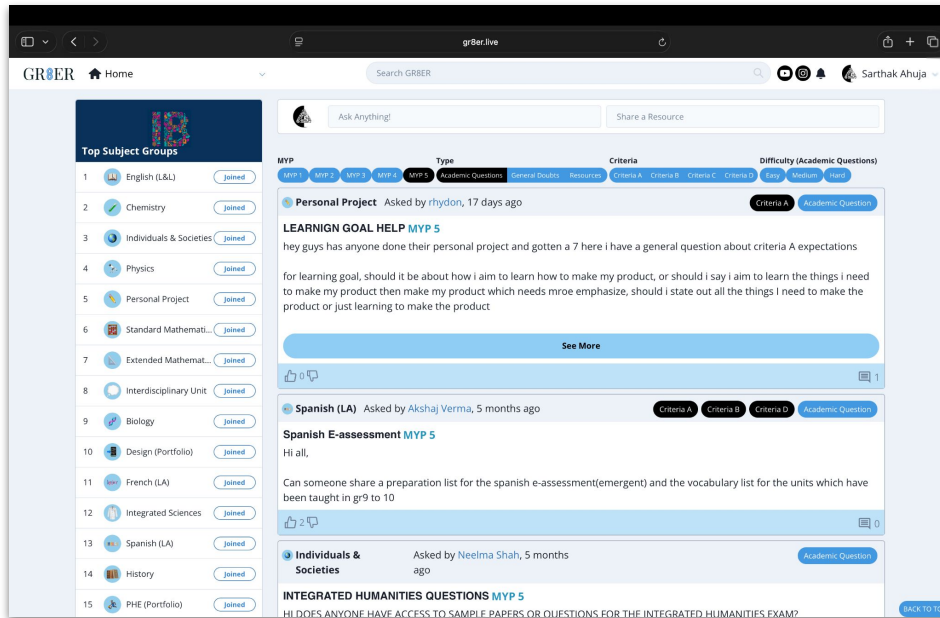 gr8er.live
GR8ER
Home
Search GR8ER
Sarthak Ahuja
IB
Top Subject Groups
1 English (L&L) Joined
2 Chemistry Joined
3 Individuals & Societies Joined
4 Physics Joined
5 Personal Project Joined
6 Standard Mathemati... Joined
7 Extended Mathemat... Joined
8 Interdisciplinary Unit Joined
9 Biology Joined
10 Design (Portfolio) Joined
11 French (LA) Joined
12 Integrated Sciences Joined
13 Spanish (LA) Joined
14 History Joined
15 PHE (Portfolio) Joined
Ask Anything!
Share a Resource
MYP Type Criteria Difficulty (Academic Questions)
MYP 1 MYP 2 MYP 3 MYP 4 MYP 5 Academic Questions General Doubts Resources Criteria A Criteria B Criteria C Criteria D Easy Medium Hard
Personal Project Asked by rhydon, 17 days ago Criteria A Academic Question
LEARNIGN GOAL HELP MYP 5
hey guys has anyone done their personal project and gotten a 7 here i have a general question about criteria A expectations
for learning goal, should it be about how i aim to learn how to make my product, or should i say i aim to learn the things i need
to make my product then make my product which needs mroe emphasize, should i state out all the things I need to make the
product or just learning to make the product
See More
0 1
Spanish (LA) Asked by Akshaj Verma, 5 months ago Criteria A Criteria B Criteria D Academic Question
Spanish E-assessment MYP 5
Hi all,
Can someone share a preparation list for the spanish e-assessment(emergent) and the vocabulary list for the units which have
been taught in gr9 to 10
2 0
Individuals &
Societies
Asked by Neelma Shah, 5 months
ago
Academic Question
INTEGRATED HUMANITIES QUESTIONS MYP 5
HI DOES ANYONE HAVE ACCESS TO SAMPLE PAPERS OR QUESTIONS FOR THE INTEGRATED HUMANITIES EXAM?
BACK TO TO